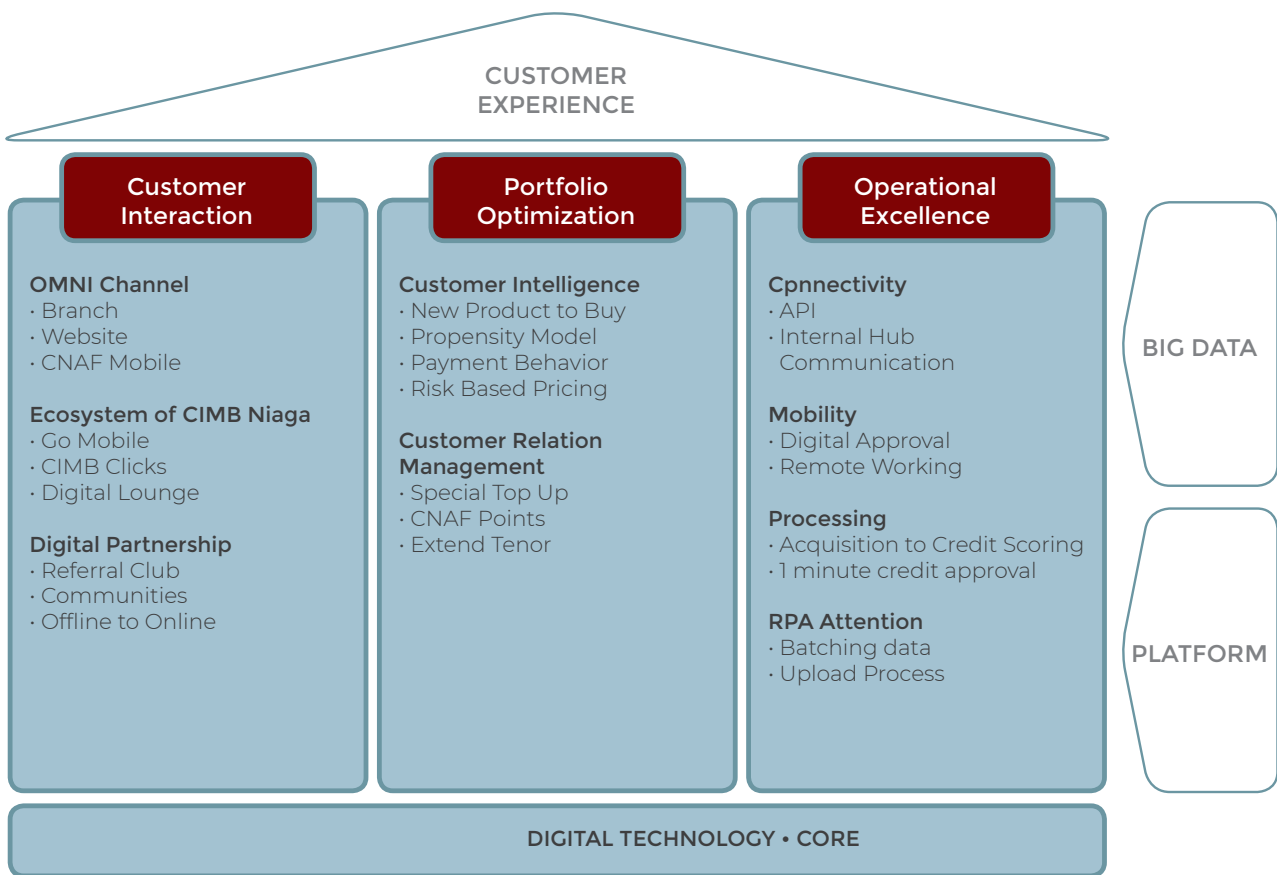 CUSTOMER
EXPERIENCE
Customer
Interaction
OMNI Channel
· Branch
· Website
· CNAF Mobile
Ecosystem of CIMB Niaga
· Go Mobile
· CIMB Clicks
· Digital Lounge
Digital Partnership
· Referral Club
· Communities
· Offline to Online
Portfolio
Optimization
Customer Intelligence
· New Product to Buy
· Propensity Model
· Payment Behavior
· Risk Based Pricing
Customer Relation
Management
· Special Top Up
· CNAF Points
· Extend Tenor
Operational
Excellence
Cpnnectivity
· API
· Internal Hub
Communication
Mobility
· Digital Approval
· Remote Working
Processing
· Acquisition to Credit Scoring
· 1 minute credit approval
RPA Attention
· Batching data
· Upload Process
BIG DATA
PLATFORM
DIGITAL TECHNOLOGY • CORE